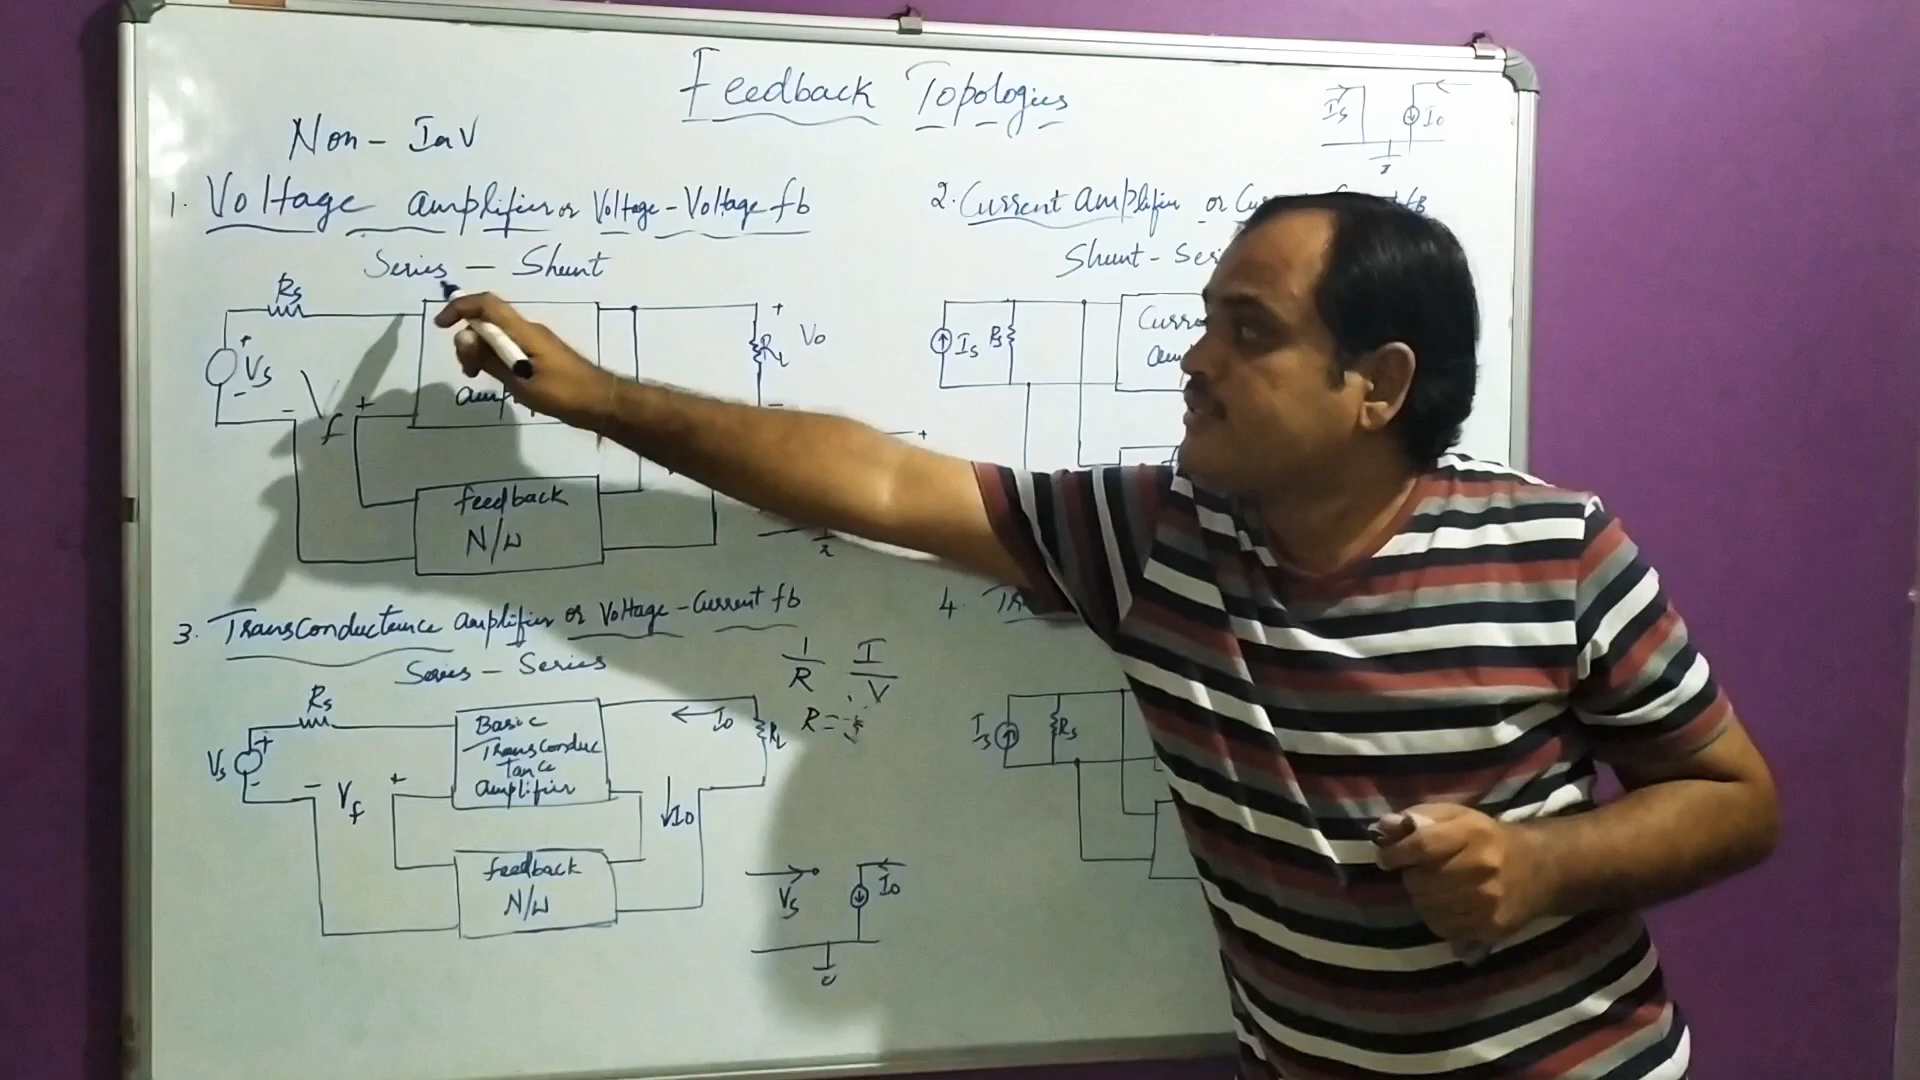 Feedback Topologies
Non - Inv
1. Voltage amplifier or Voltage - Voltage fb
Series - Shunt
Rs
Vs
+
-
-
f
+
+
Vo
RL
-
feedback
N/W
+
2. Current amplifier or
fB
Shunt - Ser
Is
Io
Is
Rs
3. Transconductance amplifier or Voltage - Current fb
Series - Series
Rs
Vs
+
-
-
Vf
+
Basic
Transconduc
tance
amplifier
Io
RL
Io
feedback
N/W
1/R
I/V
R =
Vs
Io
4.
Is
Rs